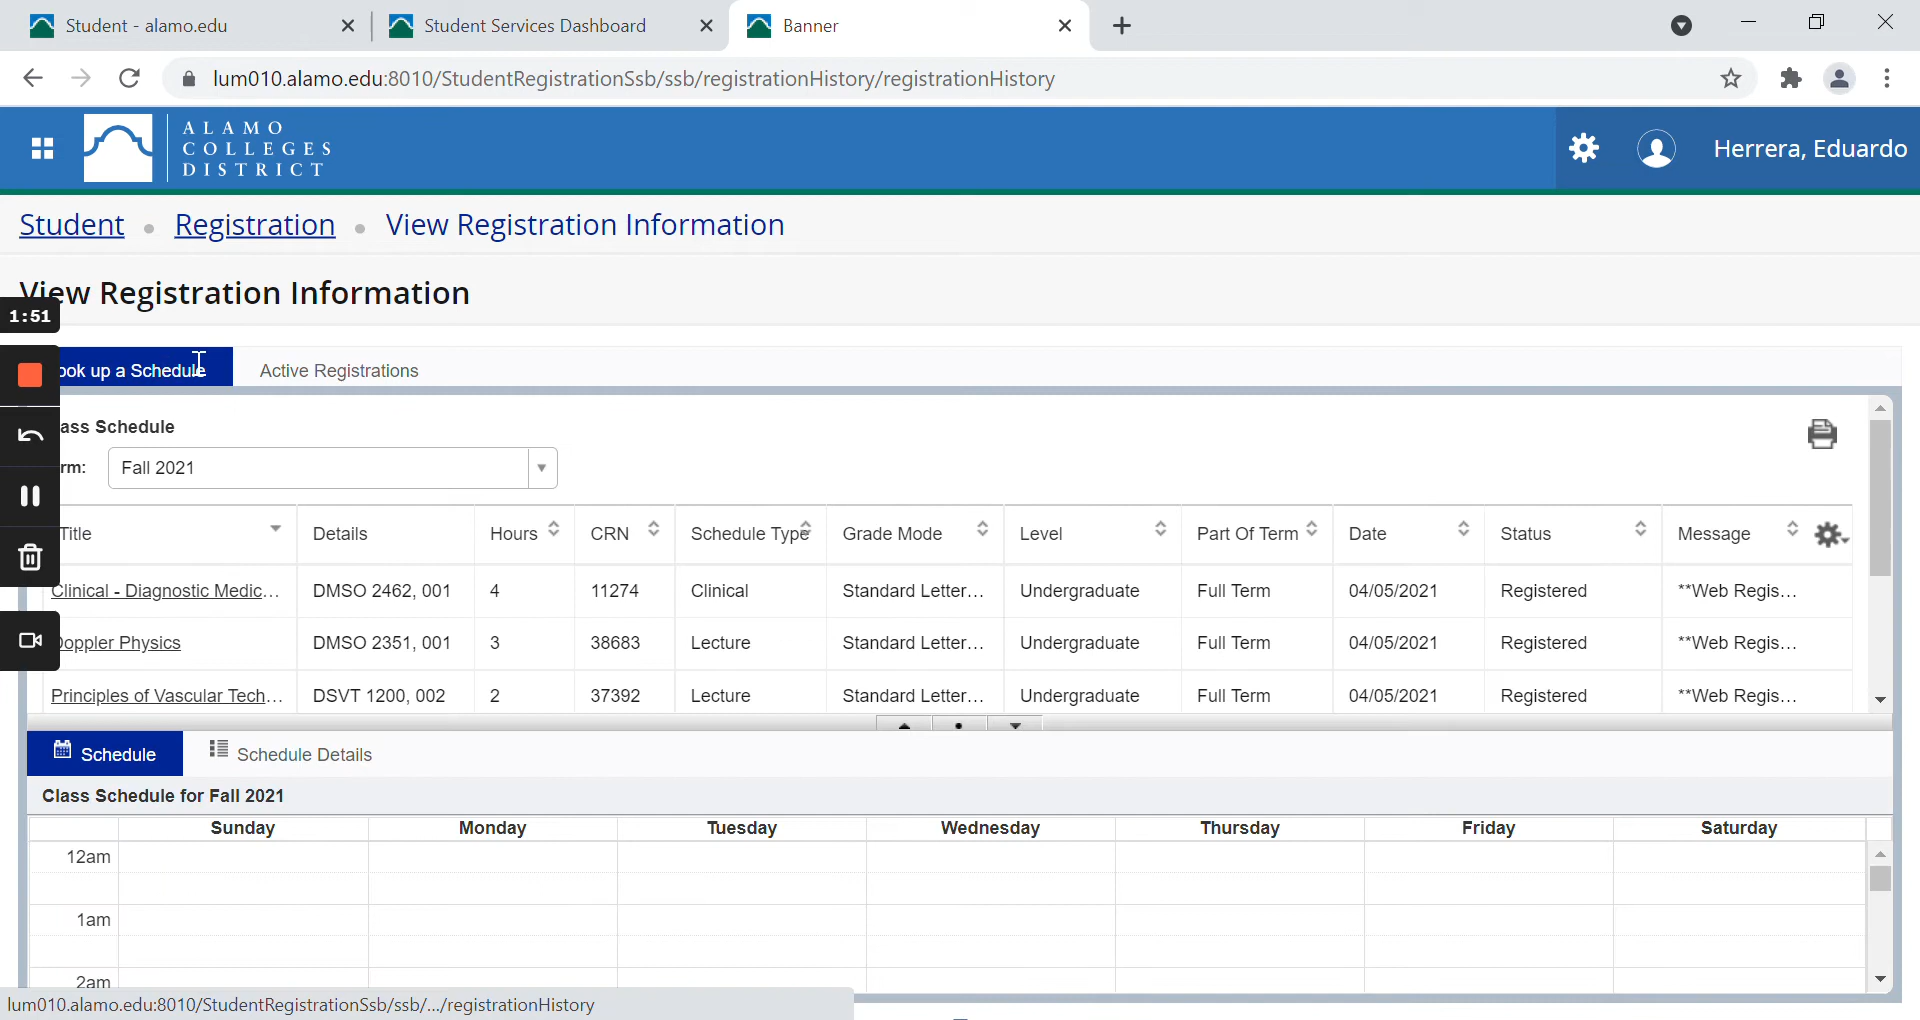 Student - alamo.edu
Student Services Dashboard
Banner
lum010.alamo.edu:8010/StudentRegistrationSsb/ssb/registrationHistory/registrationHistory
ALAMO
COLLEGES
DISTRICT
Herrera, Eduardo
Student • Registration • View Registration Information
View Registration Information
1:51
ook up a Schedule
Active Registrations
ass Schedule
rm: Fall 2021
Title Details Hours CRN Schedule Type Grade Mode Level Part Of Term Date Status Message
Clinical - Diagnostic Medic... DMSO 2462, 001 4 11274 Clinical Standard Letter... Undergraduate Full Term 04/05/2021 Registered **Web Regis...
Doppler Physics DMSO 2351, 001 3 38683 Lecture Standard Letter... Undergraduate Full Term 04/05/2021 Registered **Web Regis...
Principles of Vascular Tech... DSVT 1200, 002 2 37392 Lecture Standard Letter... Undergraduate Full Term 04/05/2021 Registered **Web Regis...
Schedule
Schedule Details
Class Schedule for Fall 2021
Sunday Monday Tuesday Wednesday Thursday Friday Saturday
12am
1am
2am
lum010.alamo.edu:8010/StudentRegistrationSsb/ssb/.../registrationHistory